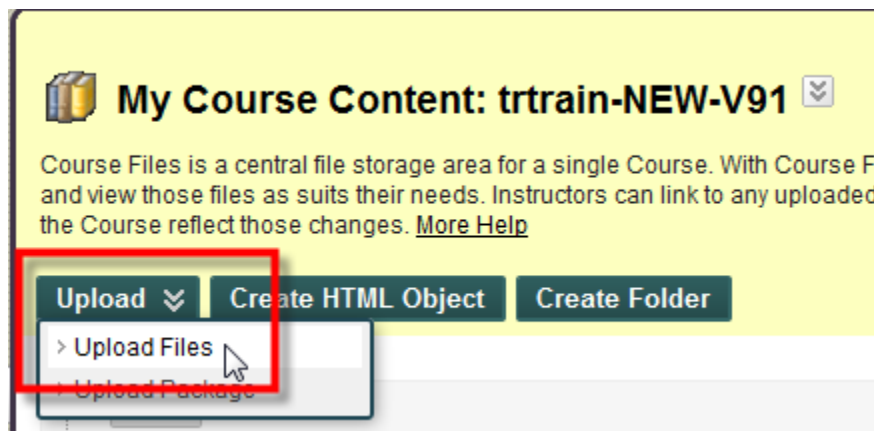 My Course Content: trtrain-NEW-V91
Course Files is a central file storage area for a single Course. With Course F
and view those files as suits their needs. Instructors can link to any uploaded
the Course reflect those changes. More Help
Upload Create HTML Object Create Folder
> Upload Files
> Upload Package